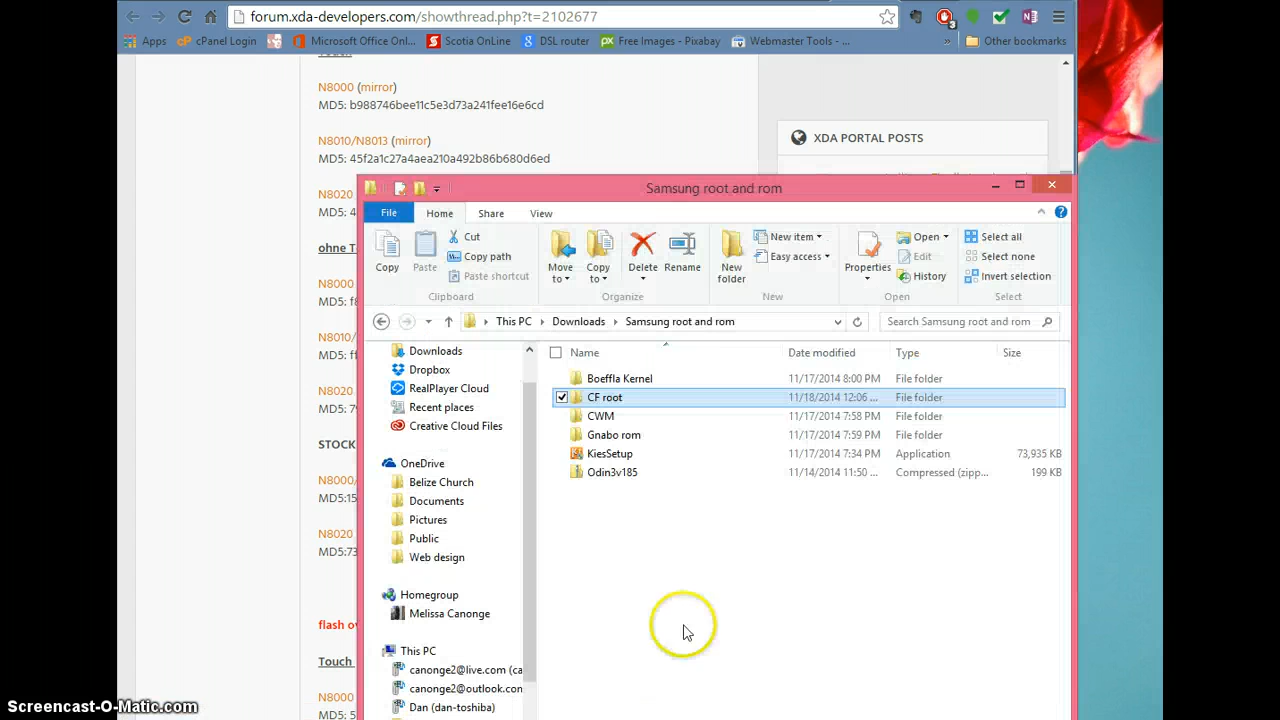 forum.xda-developers.com/showthread.php?t=2102677
Apps cPanel Login Microsoft Office Onl... Scotia OnLine DSL router Free Images - Pixabay Webmaster Tools - ... » Other bookmarks
N8000 (mirror)
MD5: b988746bee11c5e3d73a241fee16e6cd
N8010/N8013 (mirror)
MD5: 45f2a1c27a4aea210a492b86b680d6ed
XDA PORTAL POSTS
N8020
MD5: 4
ohne T
N8000
MD5: f8
N8010/
MD5: ff
N8020
MD5: 79
STOCK
N8000/
MD5:15
N8020
MD5:73
flash ov
Touch
N8000
MD5: 5
Samsung root and rom
File Home Share View
Copy
Paste
Cut
Copy path
Paste shortcut
Clipboard
Move to
Copy to
Delete
Rename
Organize
New folder
New item
Easy access
New
Properties
Open
Edit
History
Open
Select all
Select none
Invert selection
Select
This PC Downloads Samsung root and rom
Search Samsung root and rom
Name Date modified Type Size
Boeffla Kernel 11/17/2014 8:00 PM File folder
CF root 11/18/2014 12:06 ... File folder
CWM 11/17/2014 7:58 PM File folder
Gnabo rom 11/17/2014 7:59 PM File folder
KiesSetup 11/17/2014 7:34 PM Application 73,935 KB
Odin3v185 11/14/2014 11:50 ... Compressed (zipp... 199 KB
Downloads
Dropbox
RealPlayer Cloud
Recent places
Creative Cloud Files
OneDrive
Belize Church
Documents
Pictures
Public
Web design
Homegroup
Melissa Canonge
This PC
canonge2@live.com (ca
canonge2@outlook.com
Dan (dan-toshiba)
Screencast-O-Matic.com